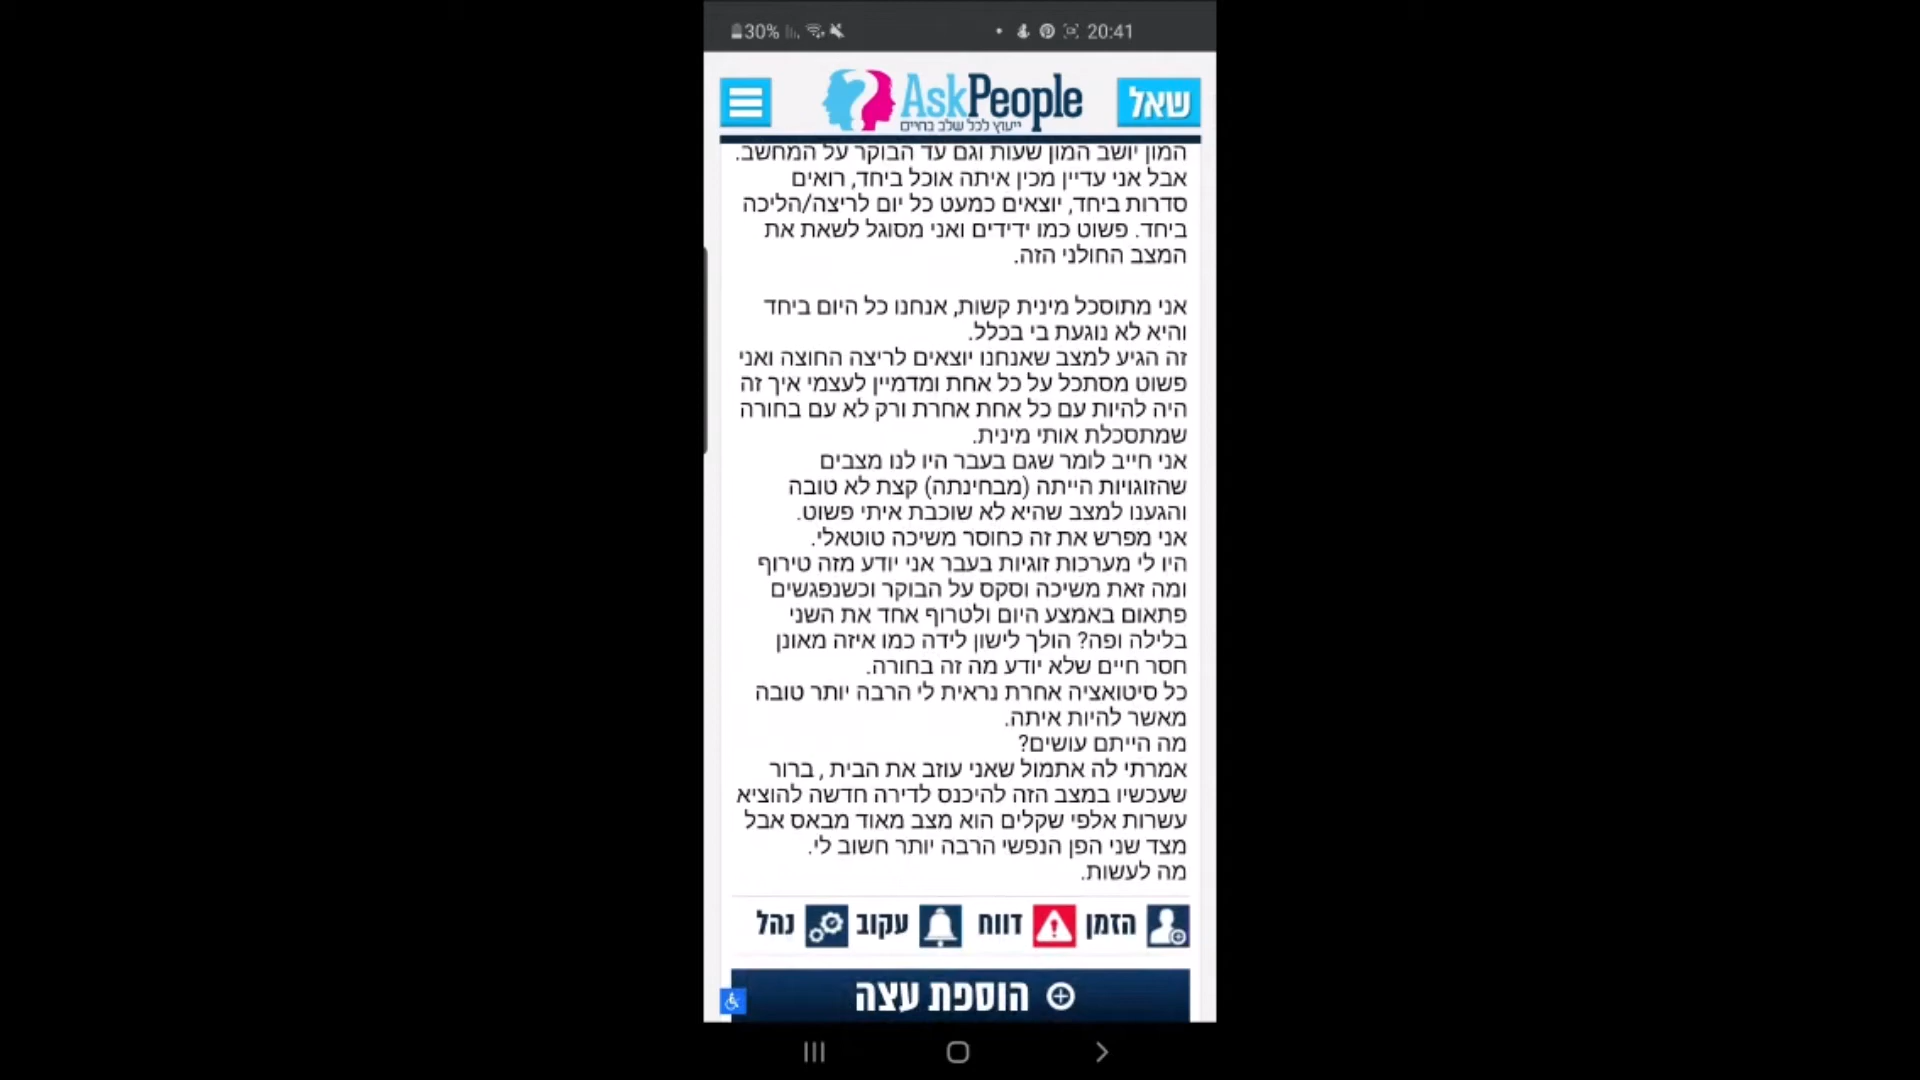 30% 20:41
AskPeople
שאל
ייעוץ לכל שלב בחיים
המון יושב המון שעות וגם עד הבוקר על המחשב.
אבל אני עדיין מכין איתה אוכל ביחד, רואים
סדרות ביחד, יוצאים כמעט כל יום לריצה/הליכה
ביחד. פשוט כמו ידידים ואני מסוגל לשאת את
המצב החולני הזה.
אני מתוסכל מינית קשות, אנחנו כל היום ביחד
והיא לא נוגעת בי בכלל.
זה הגיע למצב שאנחנו יוצאים לריצה החוצה ואני
פשוט מסתכל על כל אחת ומדמיין לעצמי איך זה
היה להיות עם כל אחת אחרת ורק לא עם בחורה
שמתסכלת אותי מינית.
אני חייב לומר שגם בעבר היו לנו מצבים
שהזוגויות הייתה (מבחינתה) קצת לא טובה
והגענו למצב שהיא לא שוכבת איתי פשוט.
אני מפרש את זה כחוסר משיכה טוטאלי.
היו לי מערכות זוגיות בעבר אני יודע מזה טירוף
ומה זאת משיכה וסקס על הבוקר וכשנפגשים
פתאום באמצע היום ולטרוף אחד את השני
בלילה ופה? הולך לישון לידה כמו איזה מאונן
חסר חיים שלא יודע מה זה בחורה.
כל סיטואציה אחרת נראית לי הרבה יותר טובה
מאשר להיות איתה.
מה הייתם עושים?
אמרתי לה אתמול שאני עוזב את הבית , ברור
שעכשיו במצב הזה להיכנס לדירה חדשה להוציא
עשרות אלפי שקלים הוא מצב מאוד מבאס אבל
מצד שני הפן הנפשי הרבה יותר חשוב לי.
מה לעשות.
הזמן דווח עקוב נהל
הוספת עצה